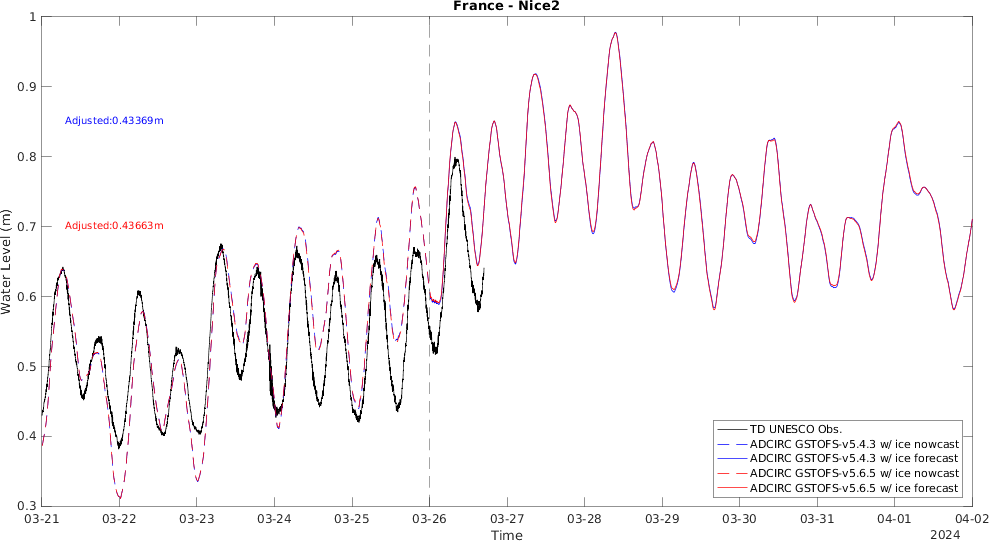 France - Nice2
Water Level (m)
1
0.9
0.8
0.7
0.6
0.5
0.4
0.3
Adjusted:0.43369m
Adjusted:0.43663m
TD UNESCO Obs.
ADCIRC GSTOFS-v5.4.3 w/ ice nowcast
ADCIRC GSTOFS-v5.4.3 w/ ice forecast
ADCIRC GSTOFS-v5.6.5 w/ ice nowcast
ADCIRC GSTOFS-v5.6.5 w/ ice forecast
03-21 03-22 03-23 03-24 03-25 03-26 03-27 03-28 03-29 03-30 03-31 04-01 04-02
Time
2024